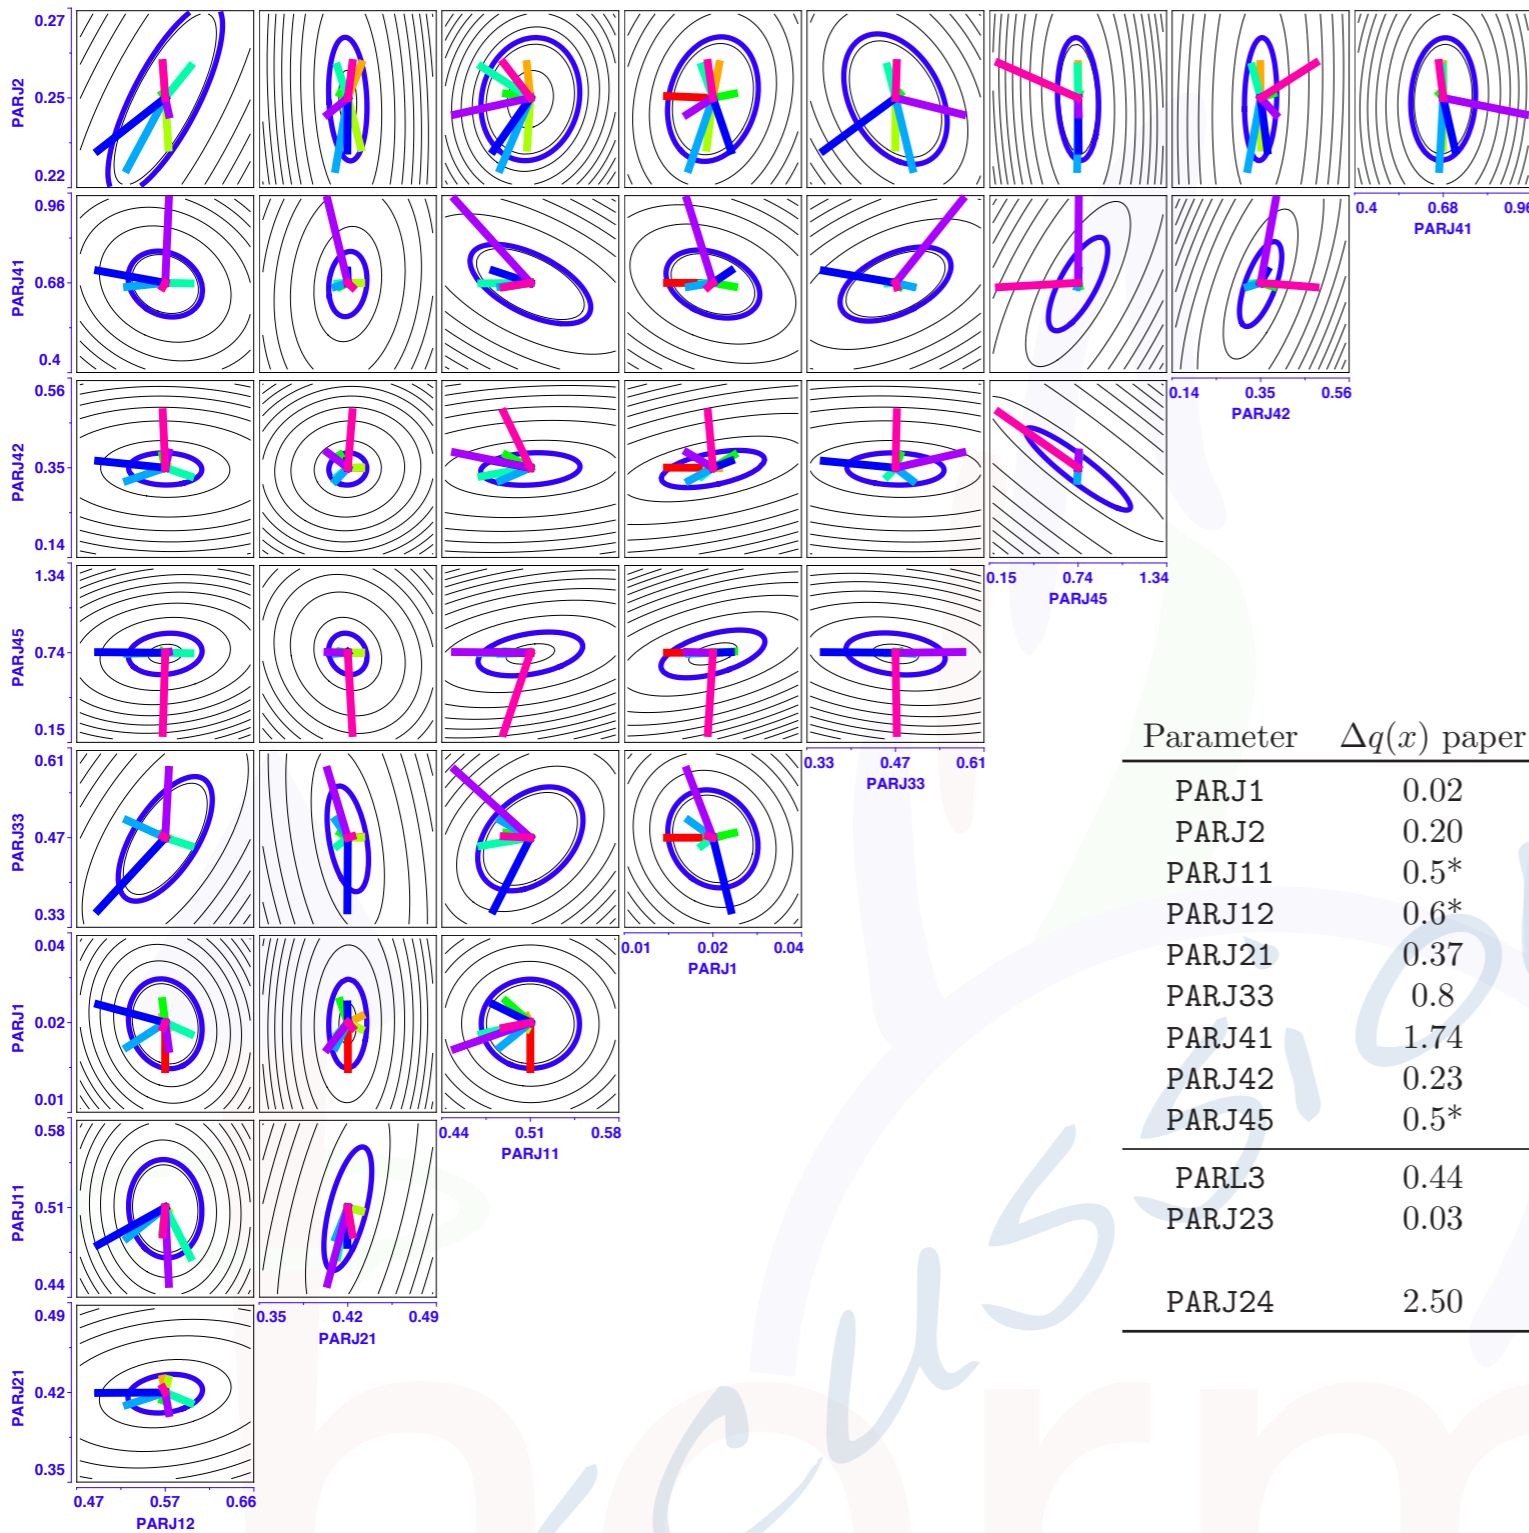 0.27
PARJ2
0.25
0.22
0.96
PARJ41
0.68
0.4
0.4 0.68 0.96
PARJ41
0.56
PARJ42
0.35
0.14
0.14 0.35 0.56
PARJ42
1.34
PARJ45
0.74
0.15
0.15 0.74 1.34
PARJ45
0.61
PARJ33
0.47
0.33
0.33 0.47 0.61
PARJ33
0.04
PARJ1
0.02
0.01
0.01 0.02 0.04
PARJ1
0.58
PARJ11
0.51
0.44
0.44 0.51 0.58
PARJ11
0.49
PARJ21
0.42
0.35
0.35 0.42 0.49
PARJ21
0.47 0.57 0.66
PARJ12
Parameter Δq(x) paper
PARJ1 0.02
PARJ2 0.20
PARJ11 0.5*
PARJ12 0.6*
PARJ21 0.37
PARJ33 0.8
PARJ41 1.74
PARJ42 0.23
PARJ45 0.5*
PARL3 0.44
PARJ23 0.03
PARJ24 2.50